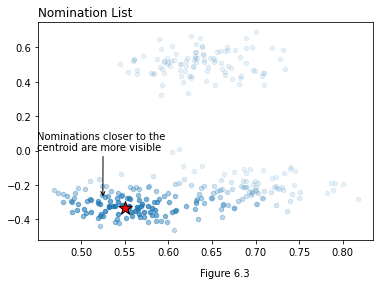 Nomination List
0.6
0.4
0.2
0.0
−0.2
−0.4
Nominations closer to the
centroid are more visible
0.50 0.55 0.60 0.65 0.70 0.75 0.80
Figure 6.3